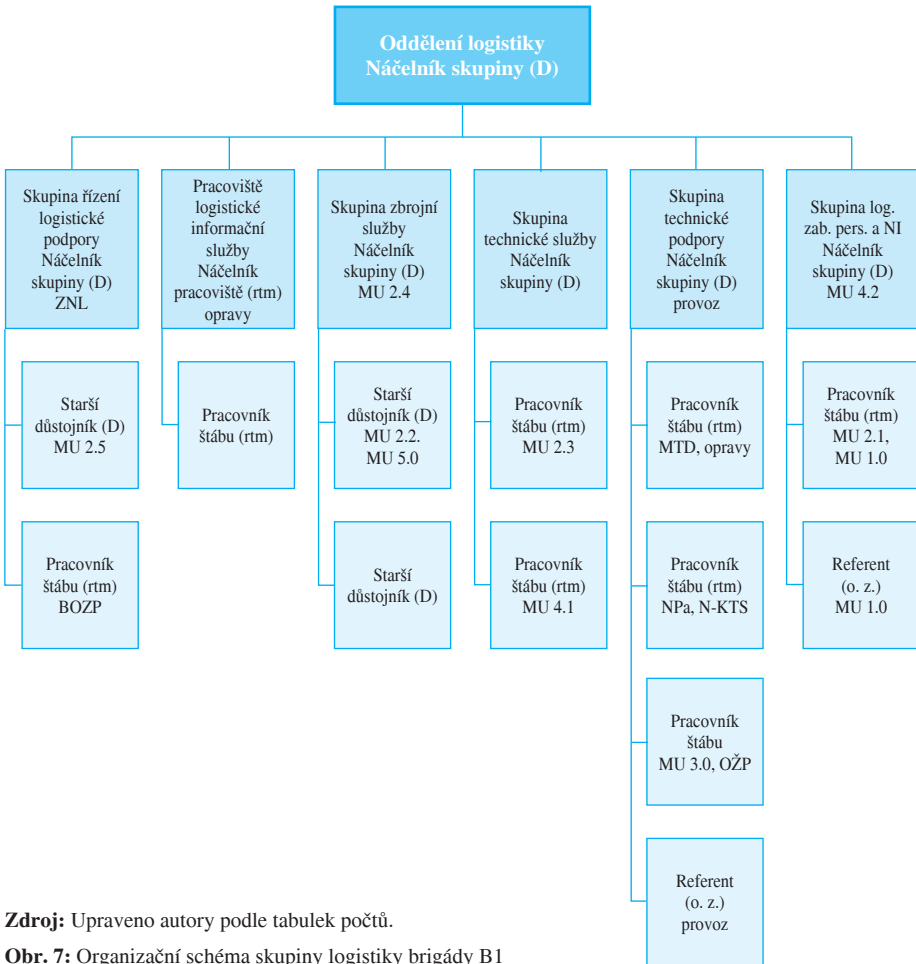 Oddělení logistiky
Náčelník skupiny (D)
Skupina řízení
logistické
podpory
Náčelník
skupiny (D)
ZNL
Pracoviště
logistické
informační
služby
Náčelník
pracoviště (rtm)
opravy
Skupina zbrojní
služby
Náčelník
skupiny (D)
MU 2.4
Skupina
technické služby
Náčelník
skupiny (D)
Skupina
technické
podpory
Náčelník
skupiny (D)
provoz
Skupina log.
zab. pers. a NI
Náčelník
skupiny (D)
MU 4.2
Starší
důstojník (D)
MU 2.5
Pracovník
štábu (rtm)
Starší
důstojník (D)
MU 2.2.
MU 5.0
Pracovník
štábu (rtm)
MU 2.3
Pracovník
štábu (rtm)
MTD, opravy
Pracovník
štábu (rtm)
MU 2.1,
MU 1.0
Pracovník
štábu (rtm)
BOZP
Starší
důstojník (D)
Pracovník
štábu (rtm)
MU 4.1
Pracovník
štábu (rtm)
NPa, N-KTS
Referent
(o. z.)
MU 1.0
Pracovník
štábu
MU 3.0, OŽP
Referent
(o. z.)
provoz
Zdroj: Upraveno autory podle tabulek počtů.
Obr. 7: Organizační schéma skupiny logistiky brigády B1